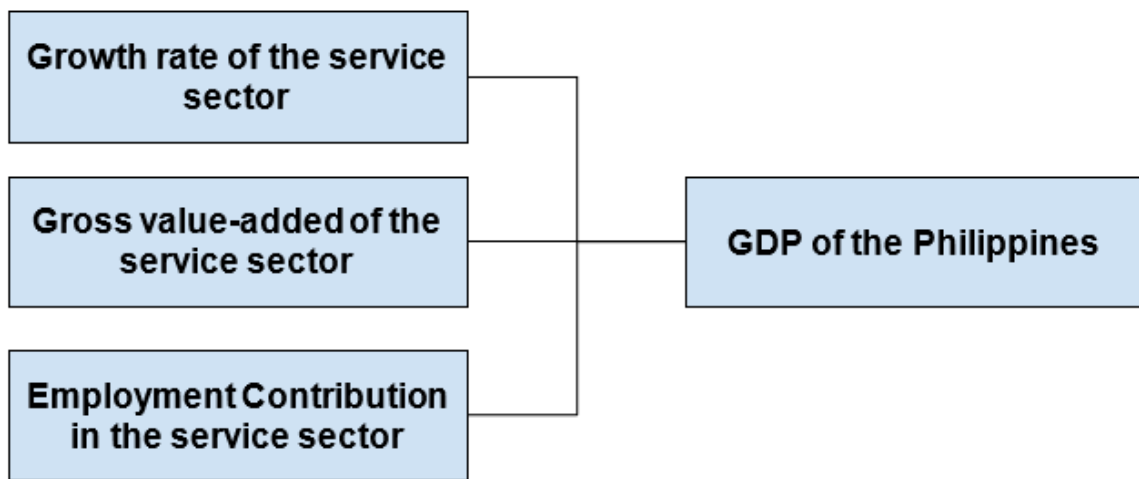 Growth rate of the service
sector
Gross value-added of the
service sector
GDP of the Philippines
Employment Contribution
in the service sector